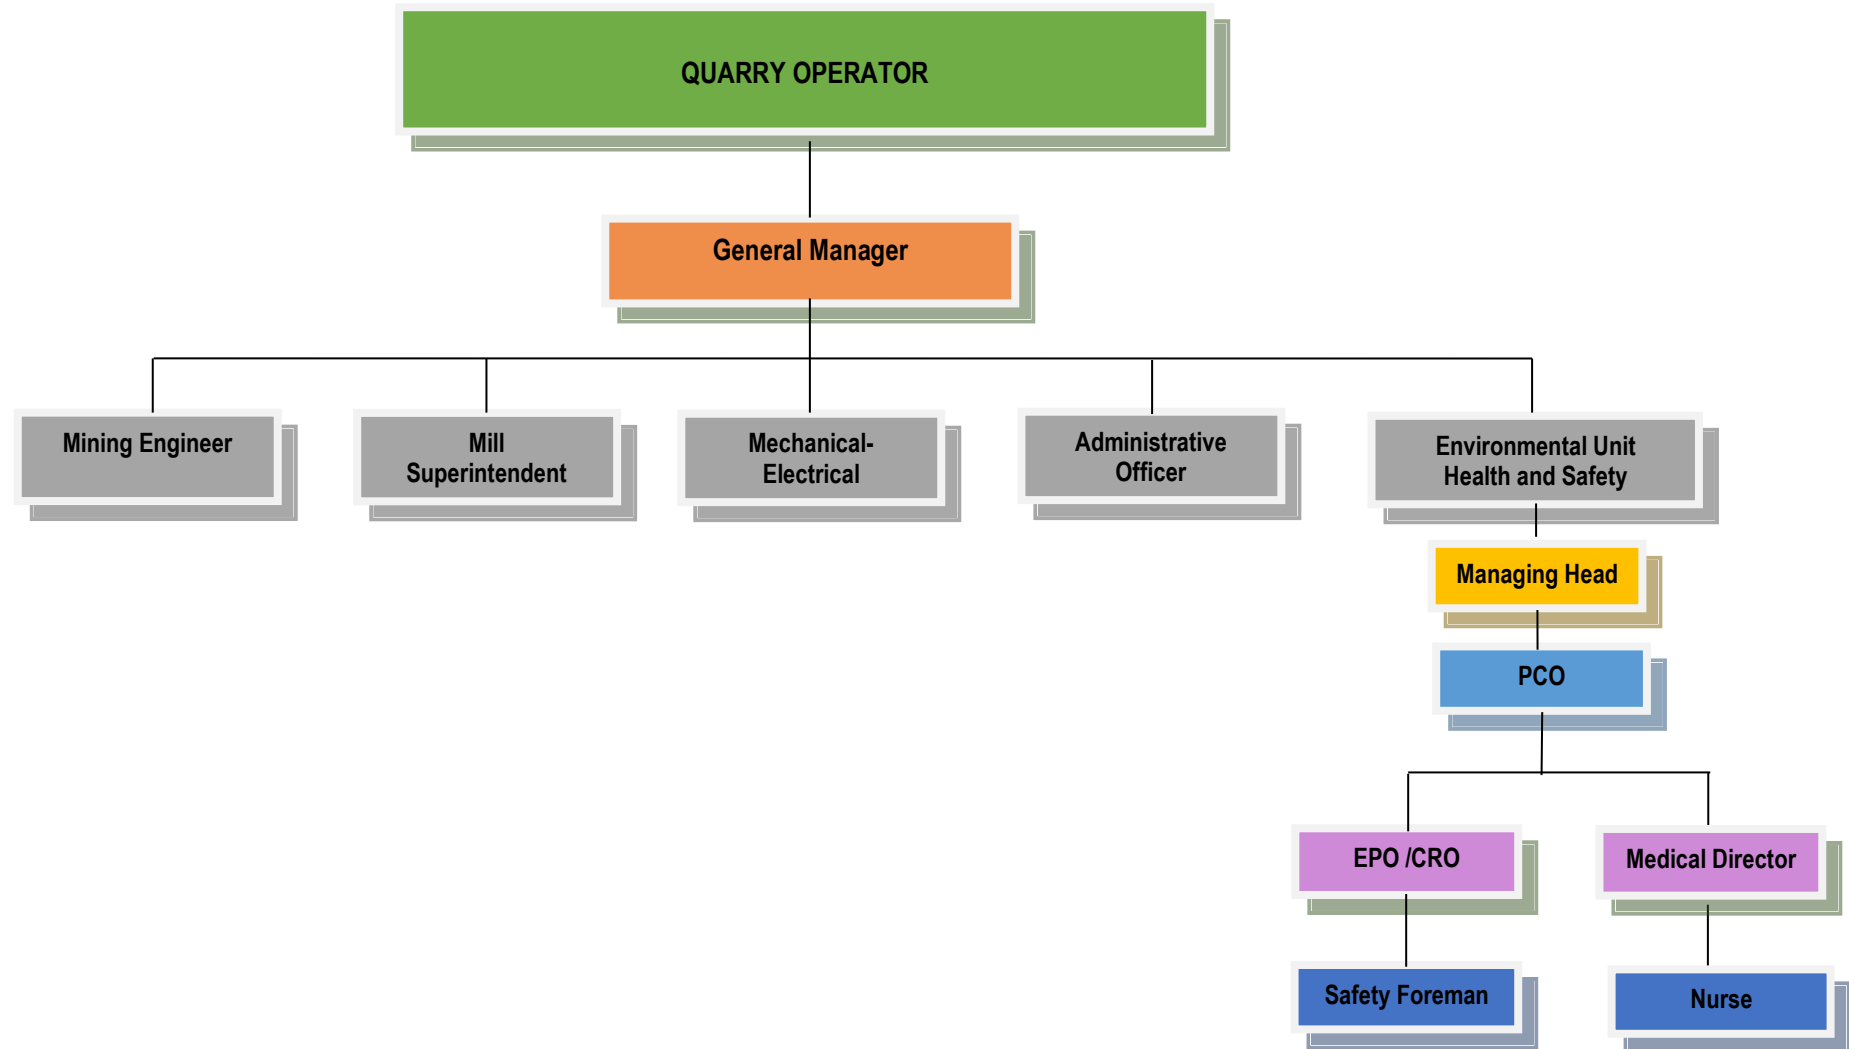 QUARRY OPERATOR
General Manager
Mining Engineer
Mill
Superintendent
Mechanical-
Electrical
Administrative
Officer
Environmental Unit
Health and Safety
Managing Head
PCO
EPO /CRO
Medical Director
Safety Foreman
Nurse